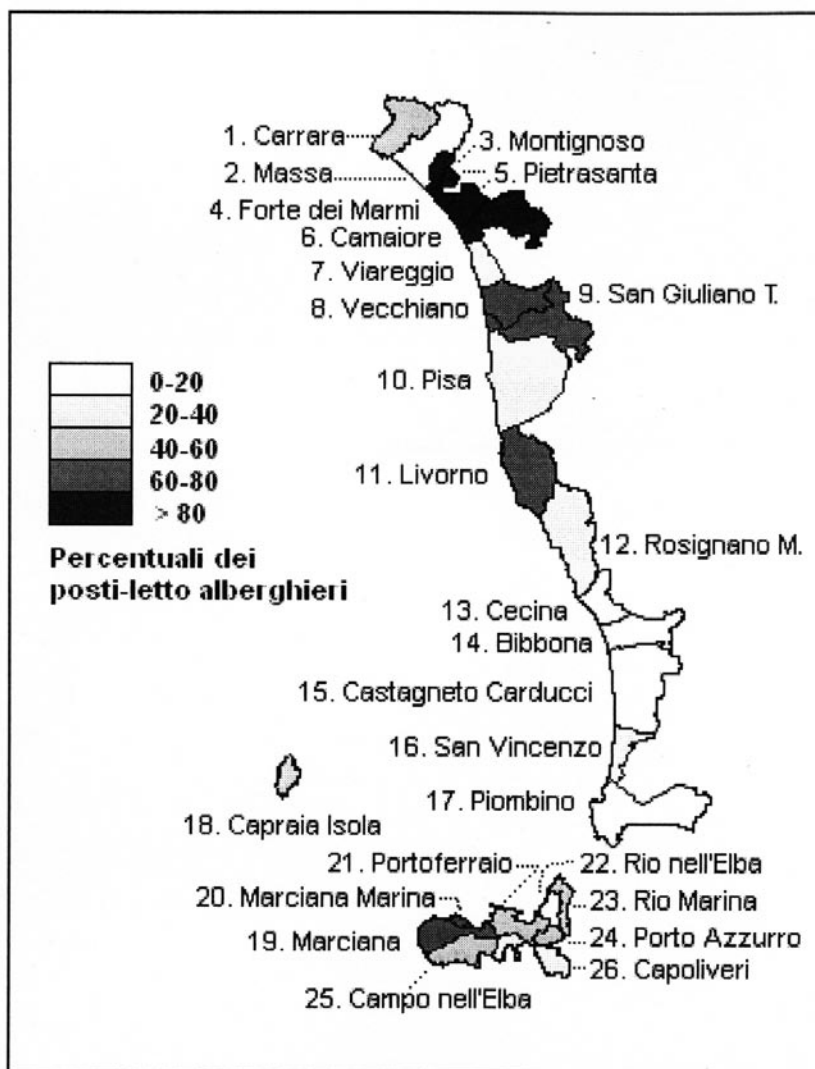 1. Carrara
3. Montignoso
2. Massa
5. Pietrasanta
4. Forte dei Marmi
6. Camaiore
7. Viareggio
9. San Giuliano T.
8. Vecchiano
0-20
10. Pisa
20-40
40-60
60-80
11. Livorno
> 80
12. Rosignano M.
Percentuali dei
posti-letto alberghieri
13. Cecina
14. Bibbona
15. Castagneto Carducci
16. San Vincenzo
17. Piombino
18. Capraia Isola
21. Portoferraio
22. Rio nell'Elba
20. Marciana Marina
23. Rio Marina
19. Marciana
24. Porto Azzurro
26. Capoliveri
25. Campo nell'Elba